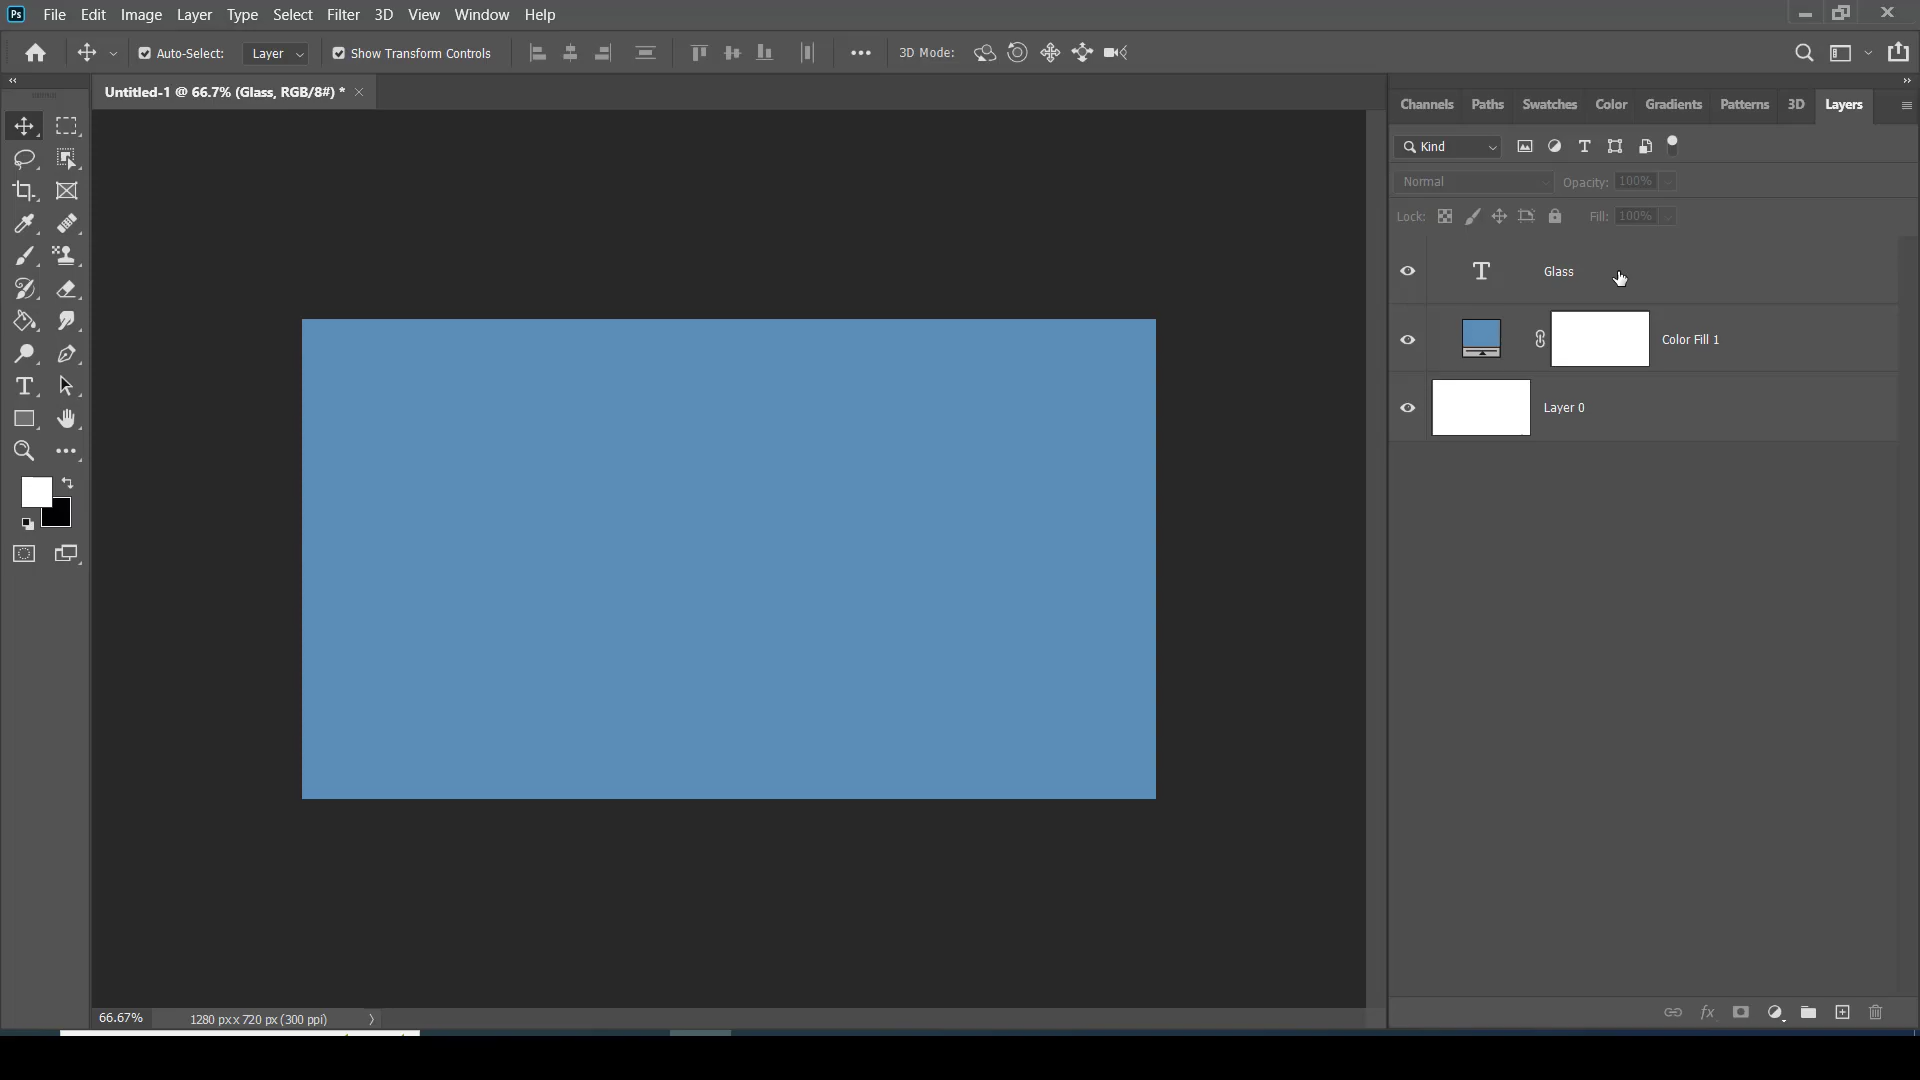 Ps File Edit Image Layer Type Select Filter 3D View Window Help
Auto-Select: Layer Show Transform Controls 3D Mode:
Untitled-1 @ 66.7% (Glass, RGB/8#) *
Channels Paths Swatches Color Gradients Patterns 3D Layers
Kind
Normal Opacity: 100%
Lock: Fill: 100%
Glass
Color Fill 1
Layer 0
66.67% 1280 px x 720 px (300 ppi)